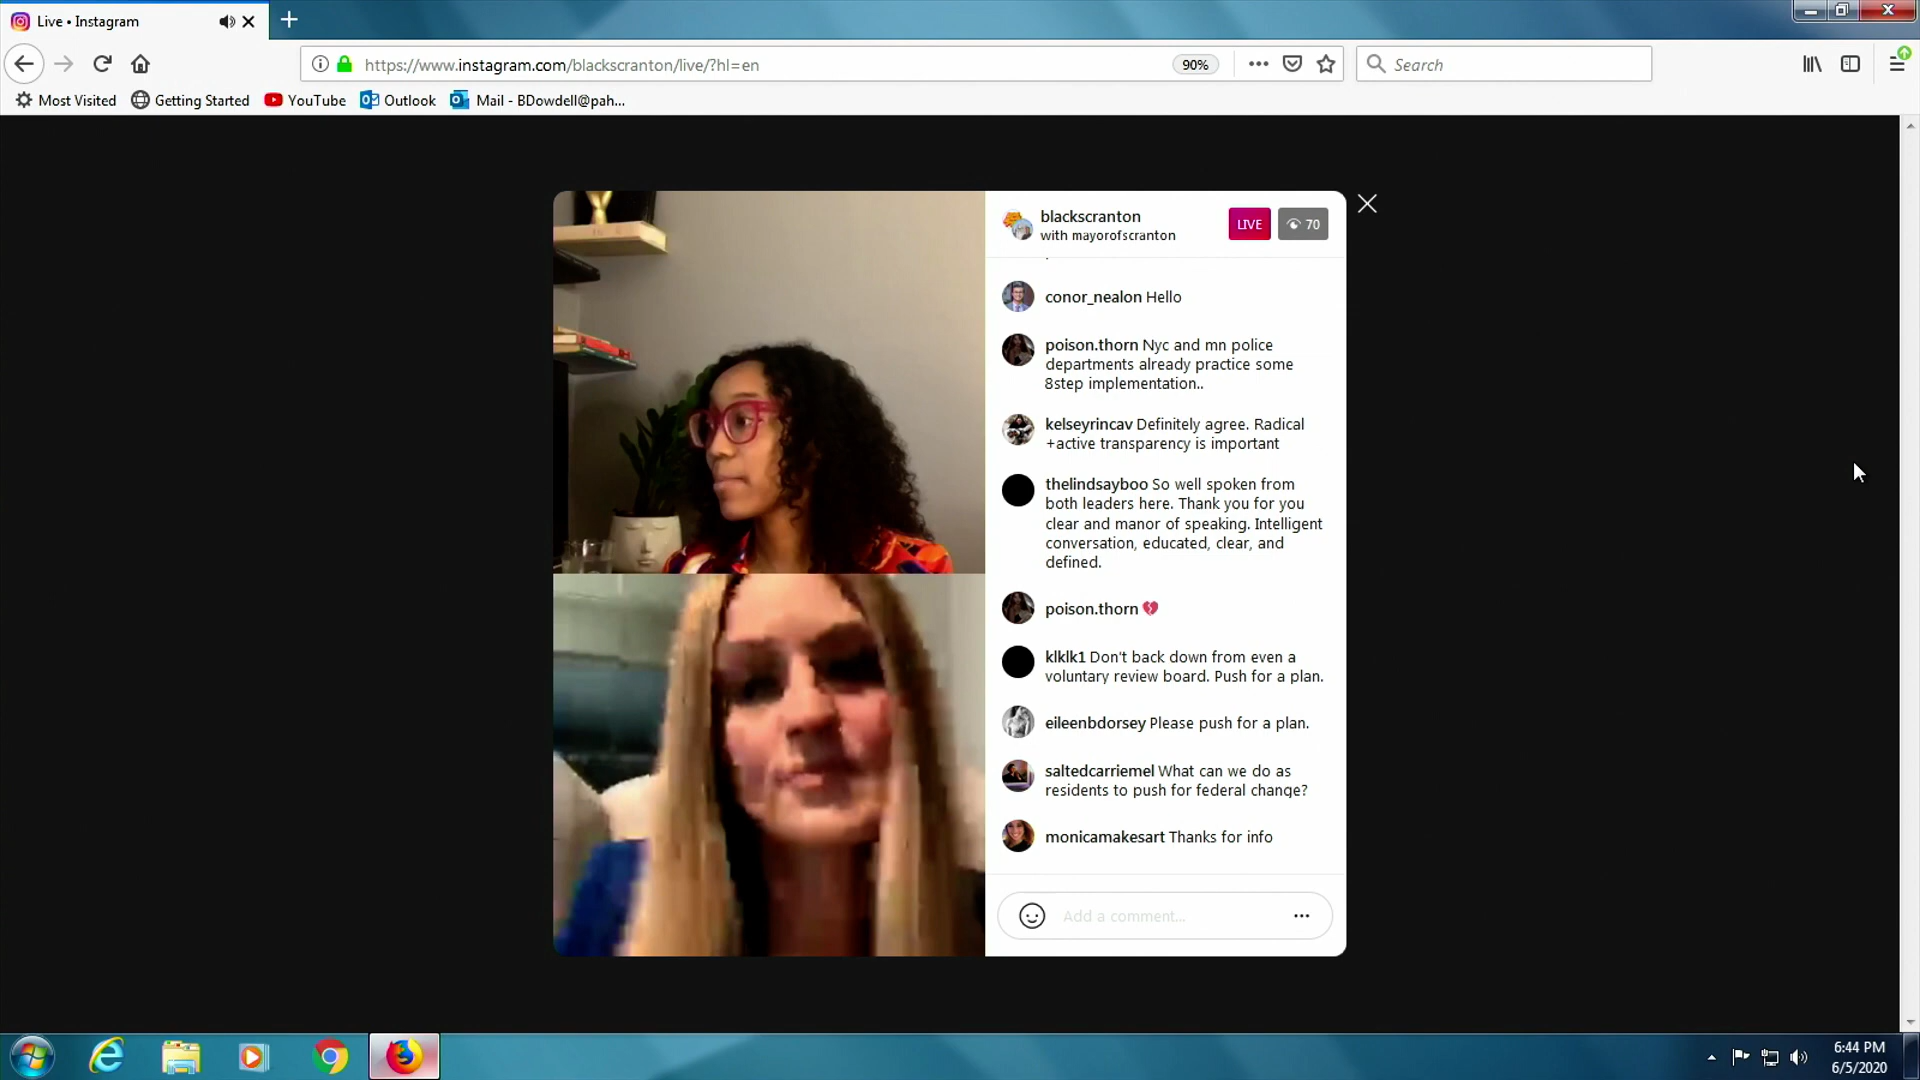 Live • Instagram
https://www.instagram.com/blackscranton/live/?hl=en
90%
Search
Most Visited
Getting Started
YouTube
Outlook
Mail - BDowdell@pah...
blackscranton
with mayorofscranton
LIVE
70
conor_nealon Hello
poison.thorn Nyc and mn police
departments already practice some
8step implementation..
kelseyrincav Definitely agree. Radical
+active transparency is important
thelindsayboo So well spoken from
both leaders here. Thank you for you
clear and manor of speaking. Intelligent
conversation, educated, clear, and
defined.
poison.thorn 💔
klklk1 Don't back down from even a
voluntary review board. Push for a plan.
eileenbdorsey Please push for a plan.
saltedcarriemel What can we do as
residents to push for federal change?
monicamakesart Thanks for info
Add a comment...
6:44 PM
6/5/2020